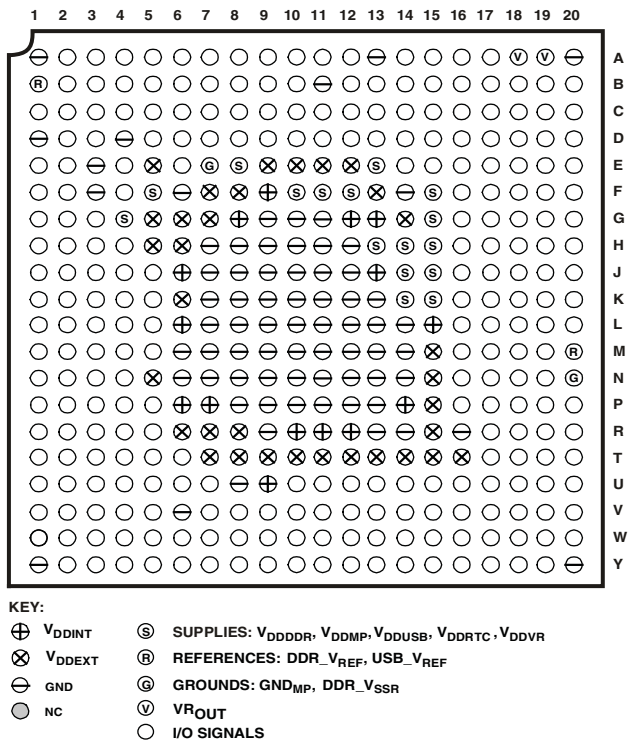 1 2 3 4 5 6 7 8 9 10 11 12 13 14 15 16 17 18 19 20
V V A
R B
C
D
G S S E
S S S S S F
S S G
S S S H
S S J
S S K
L
R M
G N
P
R
T
U
V
W
Y
KEY:
VDDINT S SUPPLIES: VDDDDR, VDDMP, VDDUSB, VDDRTC, VDDVR
VDDEXT R REFERENCES: DDR_VREF, USB_VREF
GND G GROUNDS: GNDMP, DDR_VSSR
NC V VROUT
I/O SIGNALS